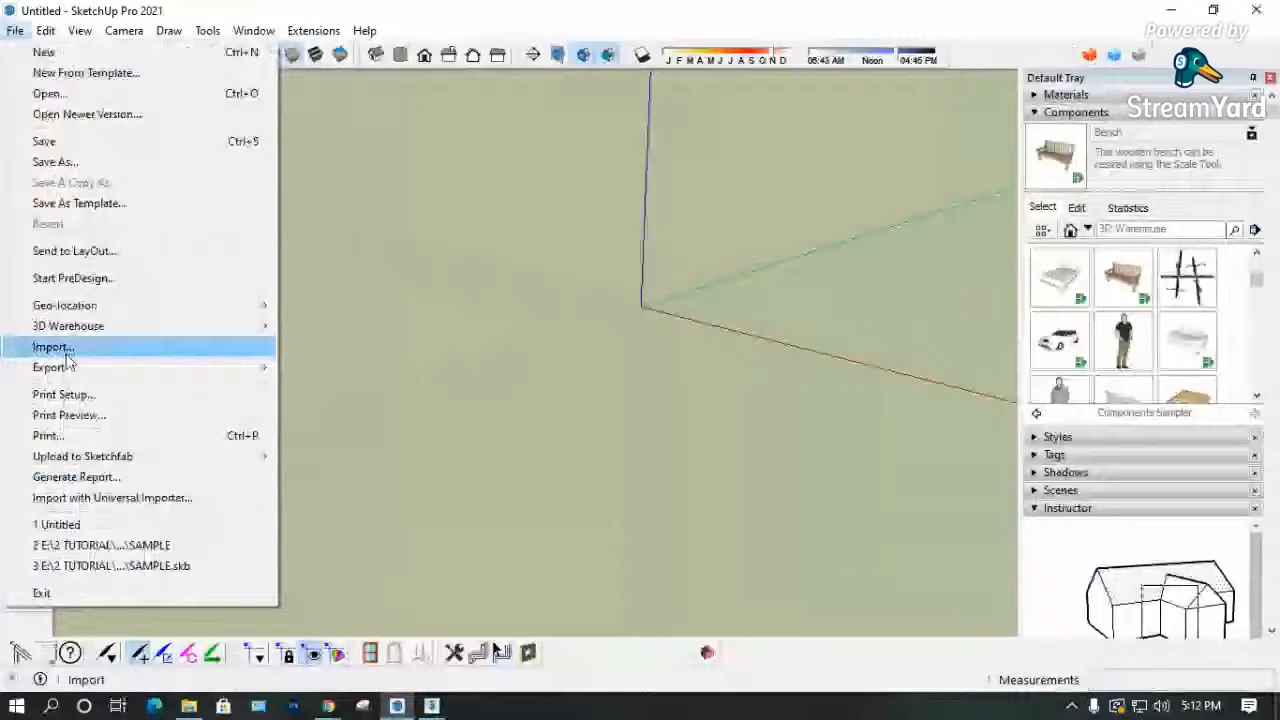 Untitled - SketchUp Pro 2021
File Edit View Camera Draw Tools Window Extensions Help
Powered by
StreamYard
New Ctrl+N
New From Template...
Open... Ctrl+O
Open Newer Version...
Save Ctrl+S
Save As...
Save A Copy As...
Save As Template...
Revert
Send to LayOut...
Start PreDesign...
Geo-location
3D Warehouse
Import...
Export
Print Setup...
Print Preview...
Print... Ctrl+P
Upload to Sketchfab
Generate Report...
Import with Universal Importer...
1 Untitled
2 E:\2 TUTORIAL\...\SAMPLE
3 E:\2 TUTORIAL\...\SAMPLE.skb
Exit
J F M A M J J A S O N D
06:43 AM Noon 04:45 PM
Default Tray
Materials
Components
Bench
This wooden bench can be resized using the Scale Tool.
Select Edit Statistics
3D Warehouse
Components Sampler
Styles
Tags
Shadows
Scenes
Instructor
Import
Measurements
5:12 PM